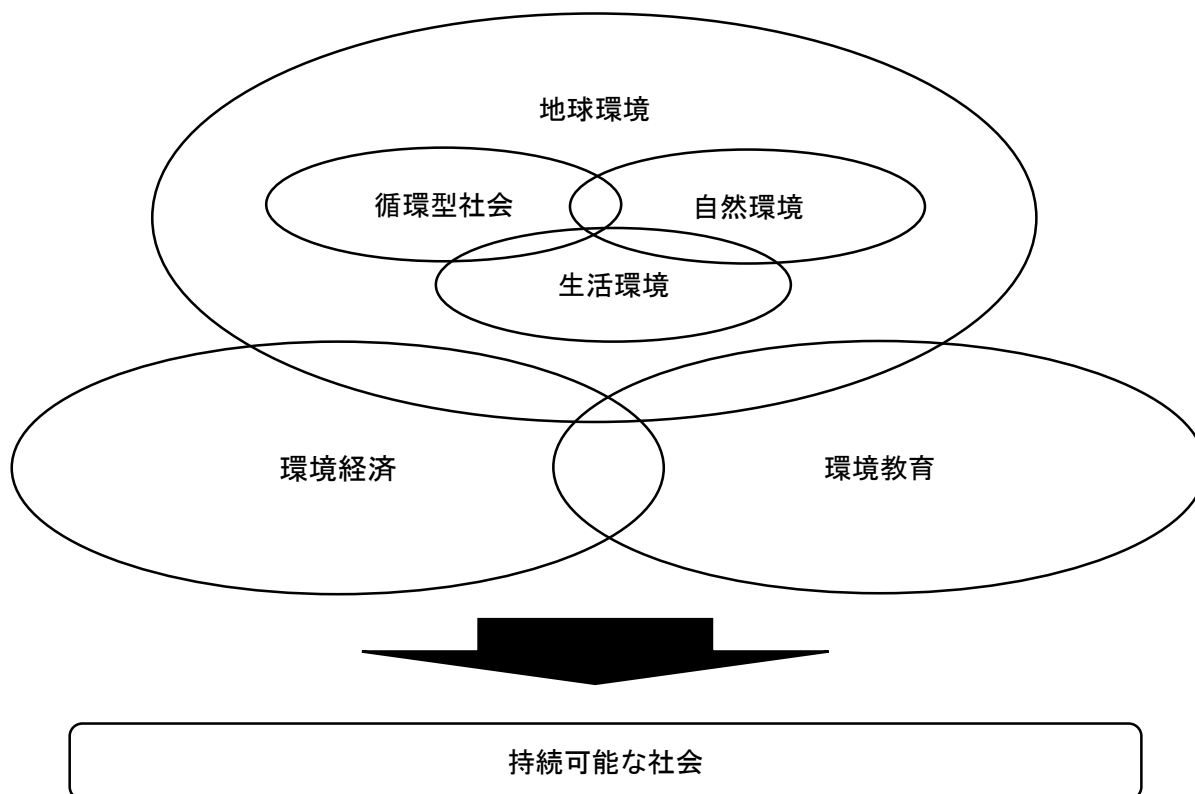 地球環境
循環型社会
自然環境
生活環境
環境経済
環境教育
持続可能な社会